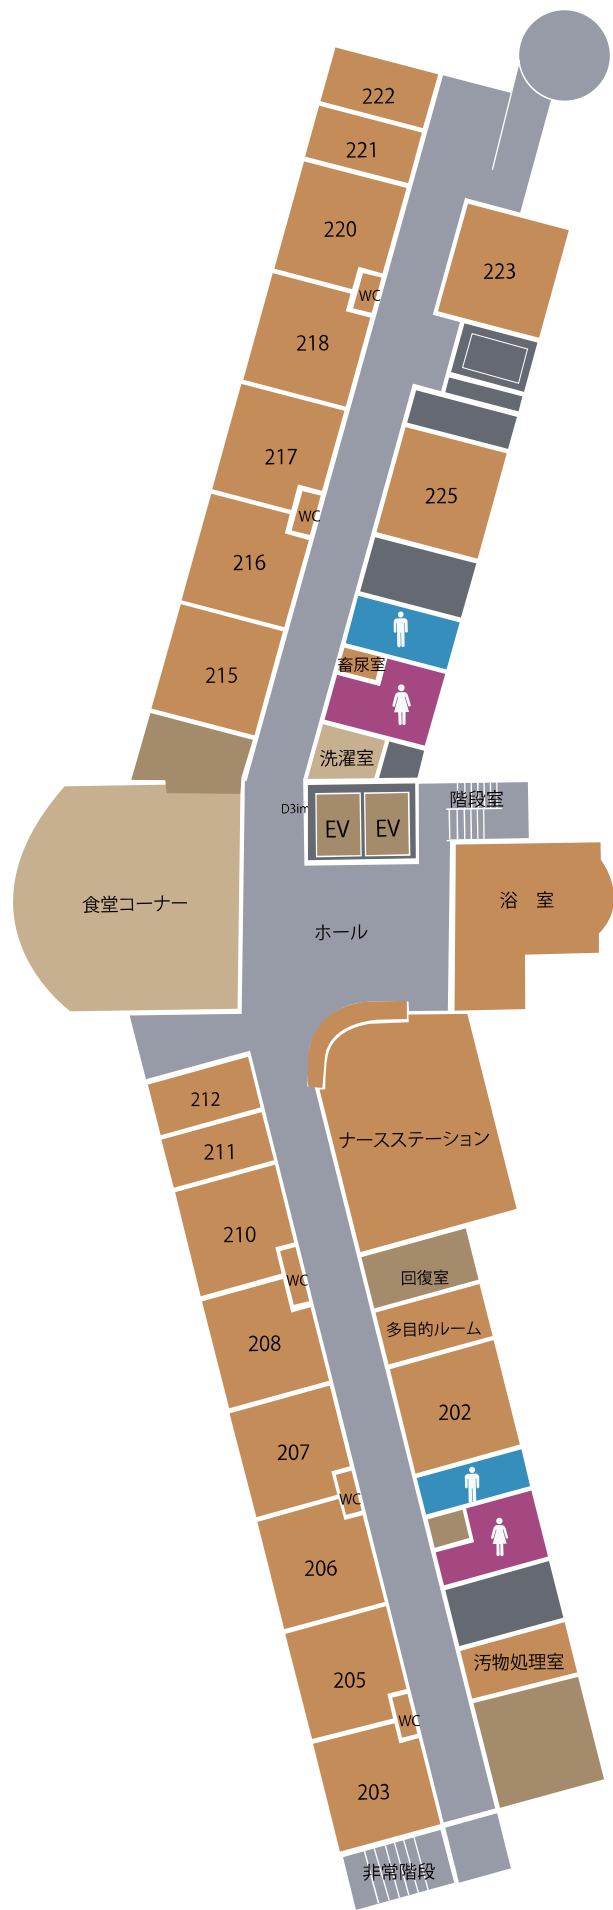 222
221
220
223
WC
218
217
225
WC
216
畜尿室
215
洗濯室
D3im
EV
EV
階段室
食堂コーナー
浴　室
ホール
212
ナースステーション
211
210
回復室
WC
多目的ルーム
208
202
207
WC
206
汚物処理室
205
WC
203
非常階段